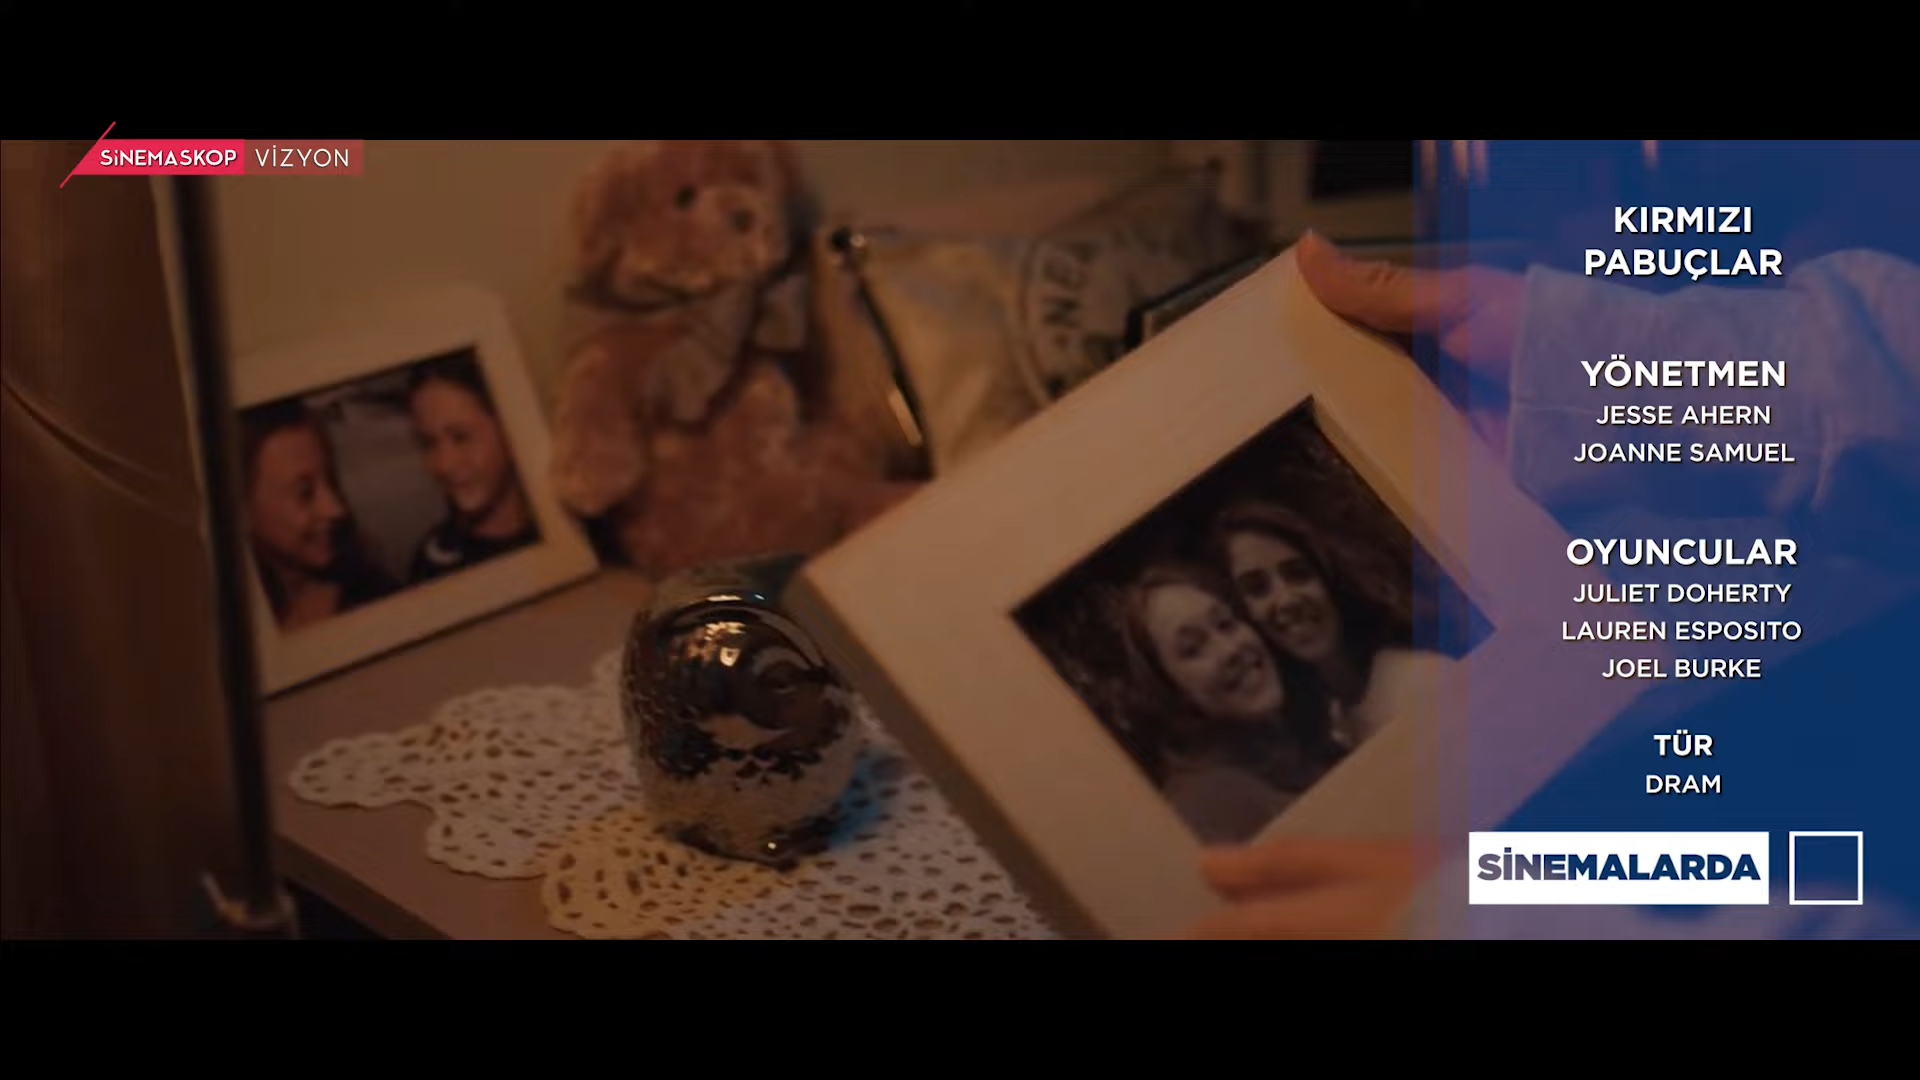 SİNEMASKOP VİZYON
KIRMIZI
PABUÇLAR
YÖNETMEN
JESSE AHERN
JOANNE SAMUEL
OYUNCULAR
JULIET DOHERTY
LAUREN ESPOSITO
JOEL BURKE
TÜR
DRAM
SİNEMALARDA